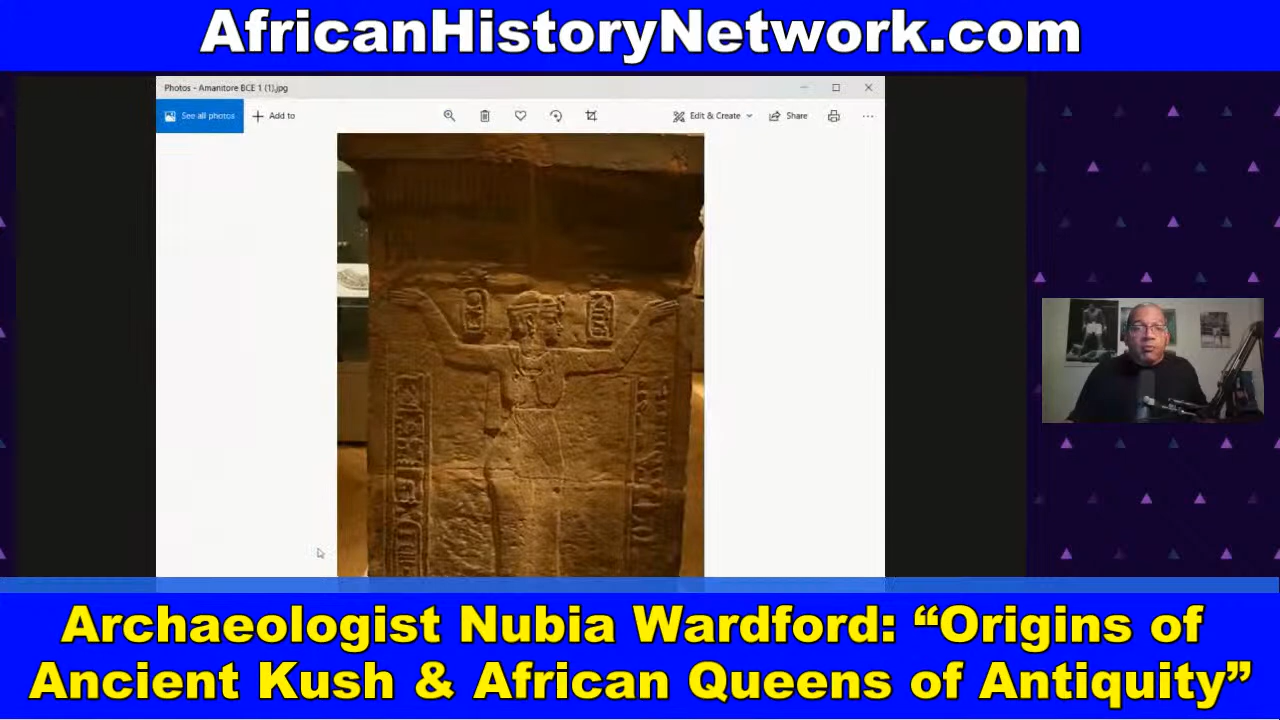 AfricanHistoryNetwork.com
Photos - Amanitore BCE 1 (1).jpg
See all photos
Add to
Edit & Create
Share
Archaeologist Nubia Wardford: “Origins of
Ancient Kush & African Queens of Antiquity”